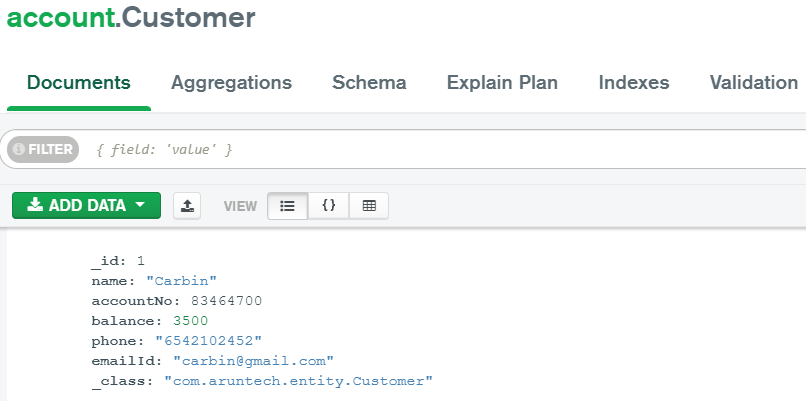 account.Customer
Documents Aggregations Schema Explain Plan Indexes Validation
FILTER { field: 'value' }
ADD DATA VIEW {}
_id: 1
name: "Carbin"
accountNo: 83464700
balance: 3500
phone: "6542102452"
emailId: "carbin@gmail.com"
_class: "com.aruntech.entity.Customer"